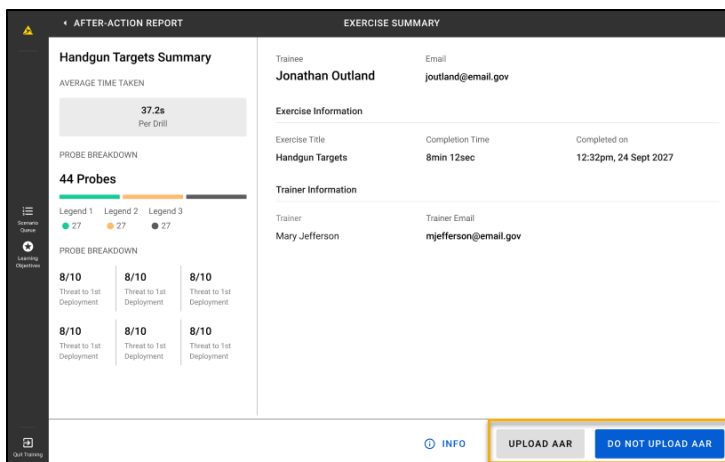 AFTER-ACTION REPORT
EXERCISE SUMMARY
Handgun Targets Summary
AVERAGE TIME TAKEN
37.2s
Per Drill
PROBE BREAKDOWN
44 Probes
Legend 1 Legend 2 Legend 3
27 27 27
PROBE BREAKDOWN
8/10 8/10 8/10
Threat to 1st Threat to 1st Threat to 1st
Deployment Deployment Deployment
8/10 8/10 8/10
Threat to 1st Threat to 1st Threat to 1st
Deployment Deployment Deployment
Trainee Email
Jonathan Outland joutland@email.gov
Exercise Information
Exercise Title Completion Time Completed on
Handgun Targets 8min 12sec 12:32pm, 24 Sept 2027
Trainer Information
Trainer Trainer Email
Mary Jefferson mjefferson@email.gov
Scenario
Queue
Learning
Objectives
Quit Training
INFO UPLOAD AAR DO NOT UPLOAD AAR